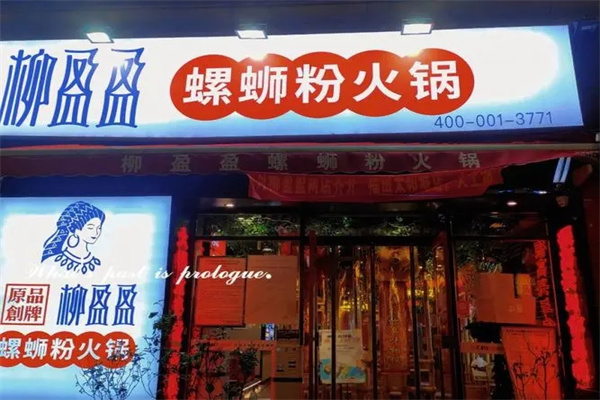 柳盈盈
螺蛳粉火锅
400-001-3771
柳盈盈螺蛳粉火锅
What's past is prologue.
原品
創牌
柳盈盈
螺蛳粉火锅